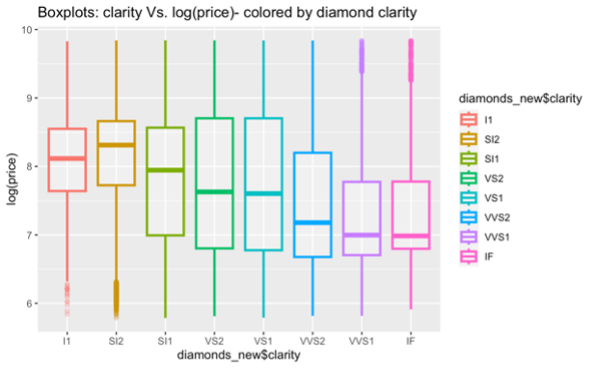 Boxplots: clarity Vs. log(price)- colored by diamond clarity
10
9
8
7
6
log(price)
I1 SI2 SI1 VS2 VS1 VVS2 VVS1 IF
diamonds_new$clarity
diamonds_new$clarity
I1
SI2
SI1
VS2
VS1
VVS2
VVS1
IF